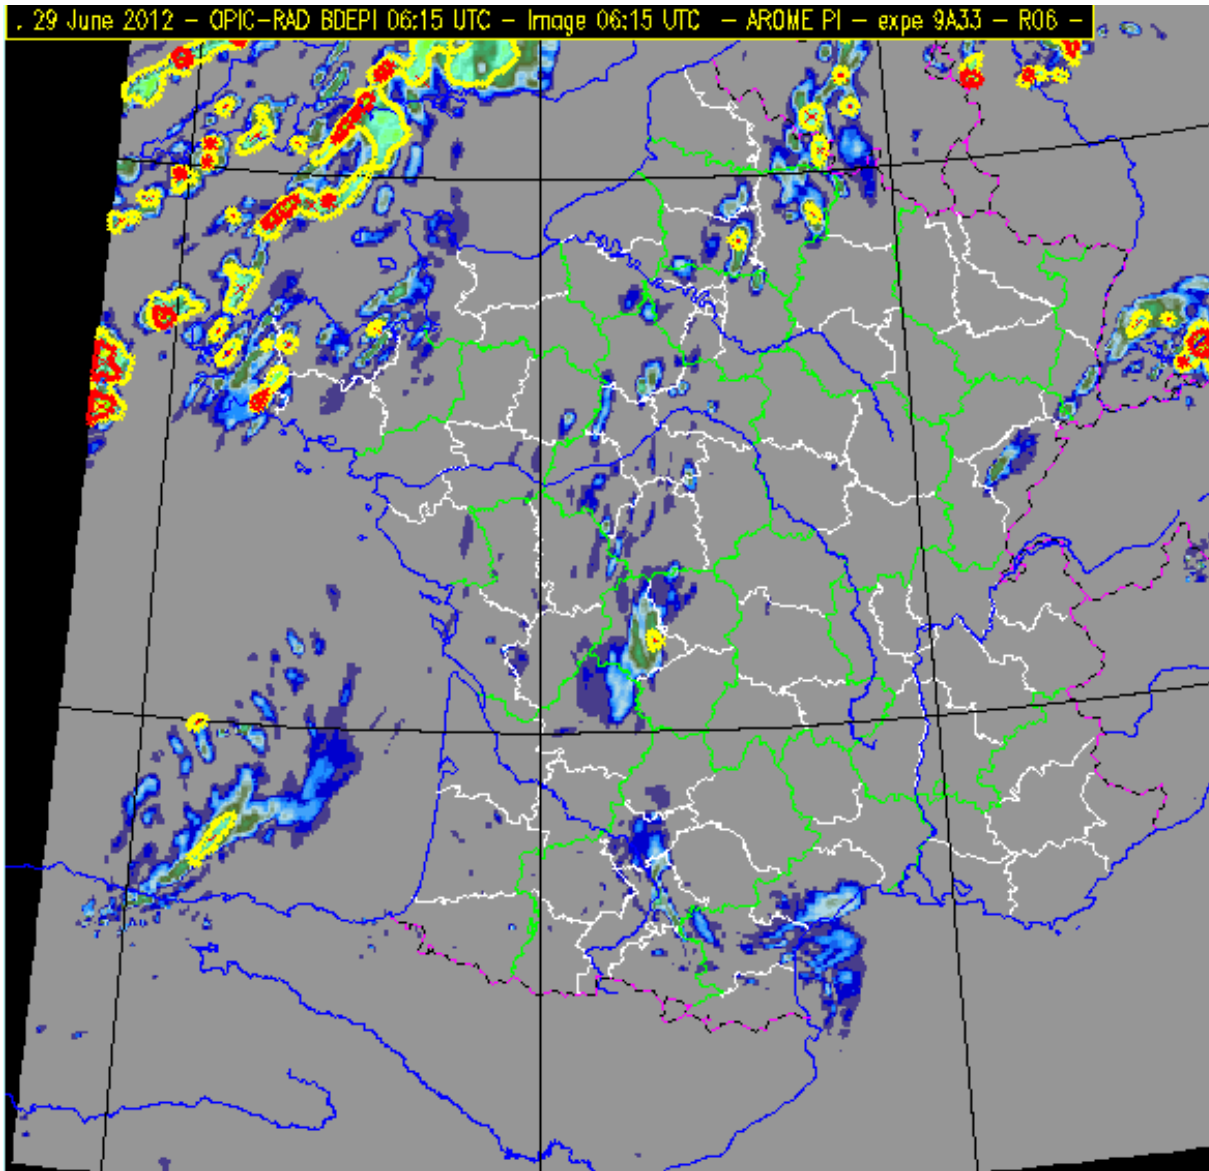 . 29 June 2012 - OPIC-RAD BDEPI 06:15 UTC - Image 06:15 UTC - AROME PI - expe 9A33 - R06 -